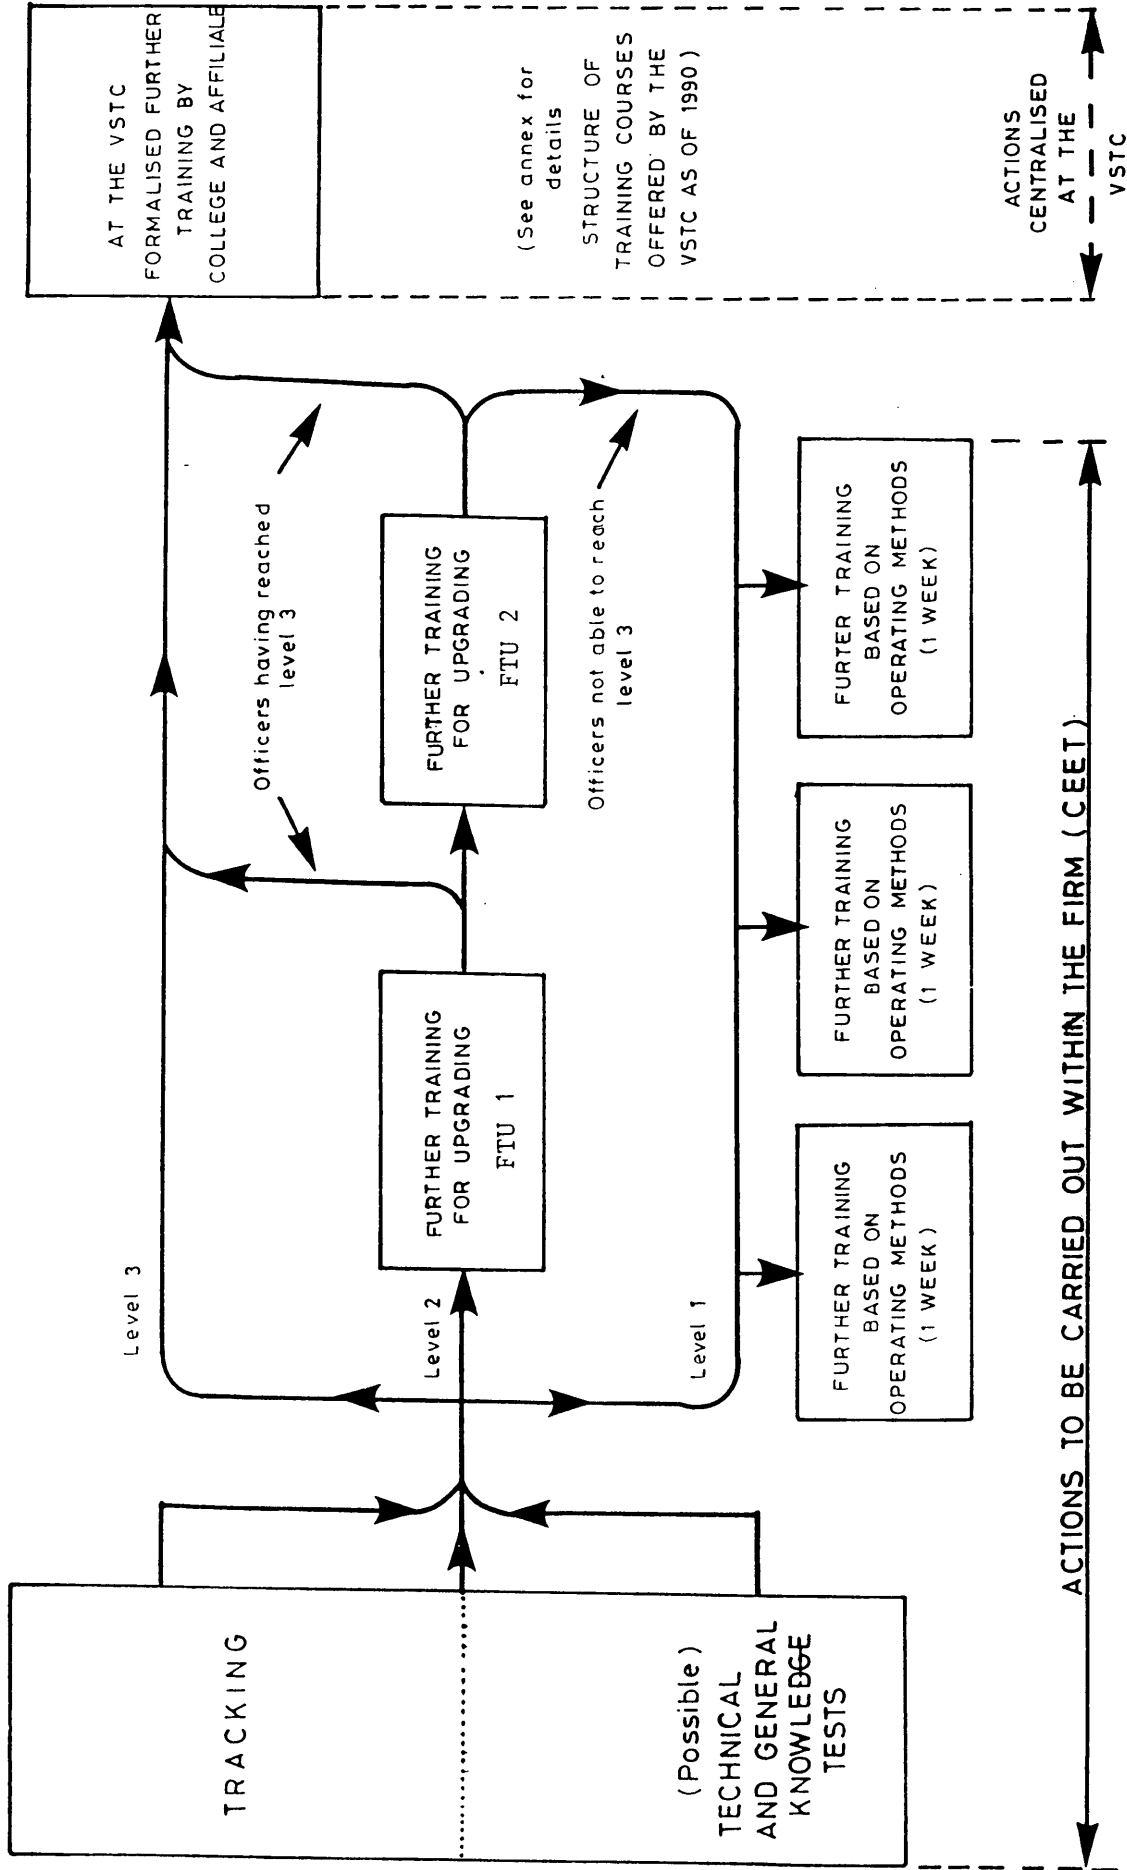 TRACKING
(Possible)
TECHNICAL
AND GENERAL
KNOWLEDGE
TESTS
Level 3
Level 2
Level 1
FURTHER TRAINING
FOR UPGRADING
FTU 1
Officers having reached
level 3
FURTHER TRAINING
FOR UPGRADING
FTU 2
Officers not able to reach
level 3
FURTHER TRAINING
BASED ON
OPERATING METHODS
(1 WEEK)
FURTHER TRAINING
BASED ON
OPERATING METHODS
(1 WEEK)
FURTER TRAINING
BASED ON
OPERATING METHODS
(1 WEEK)
AT THE VSTC
FORMALISED FURTHER
TRAINING BY
COLLEGE AND AFFILIALE
(See annex for
details
STRUCTURE OF
TRAINING COURSES
OFFERED BY THE
VSTC AS OF 1990)
ACTIONS
CENTRALISED
AT THE
VSTC
ACTIONS TO BE CARRIED OUT WITHIN THE FIRM (CEET)